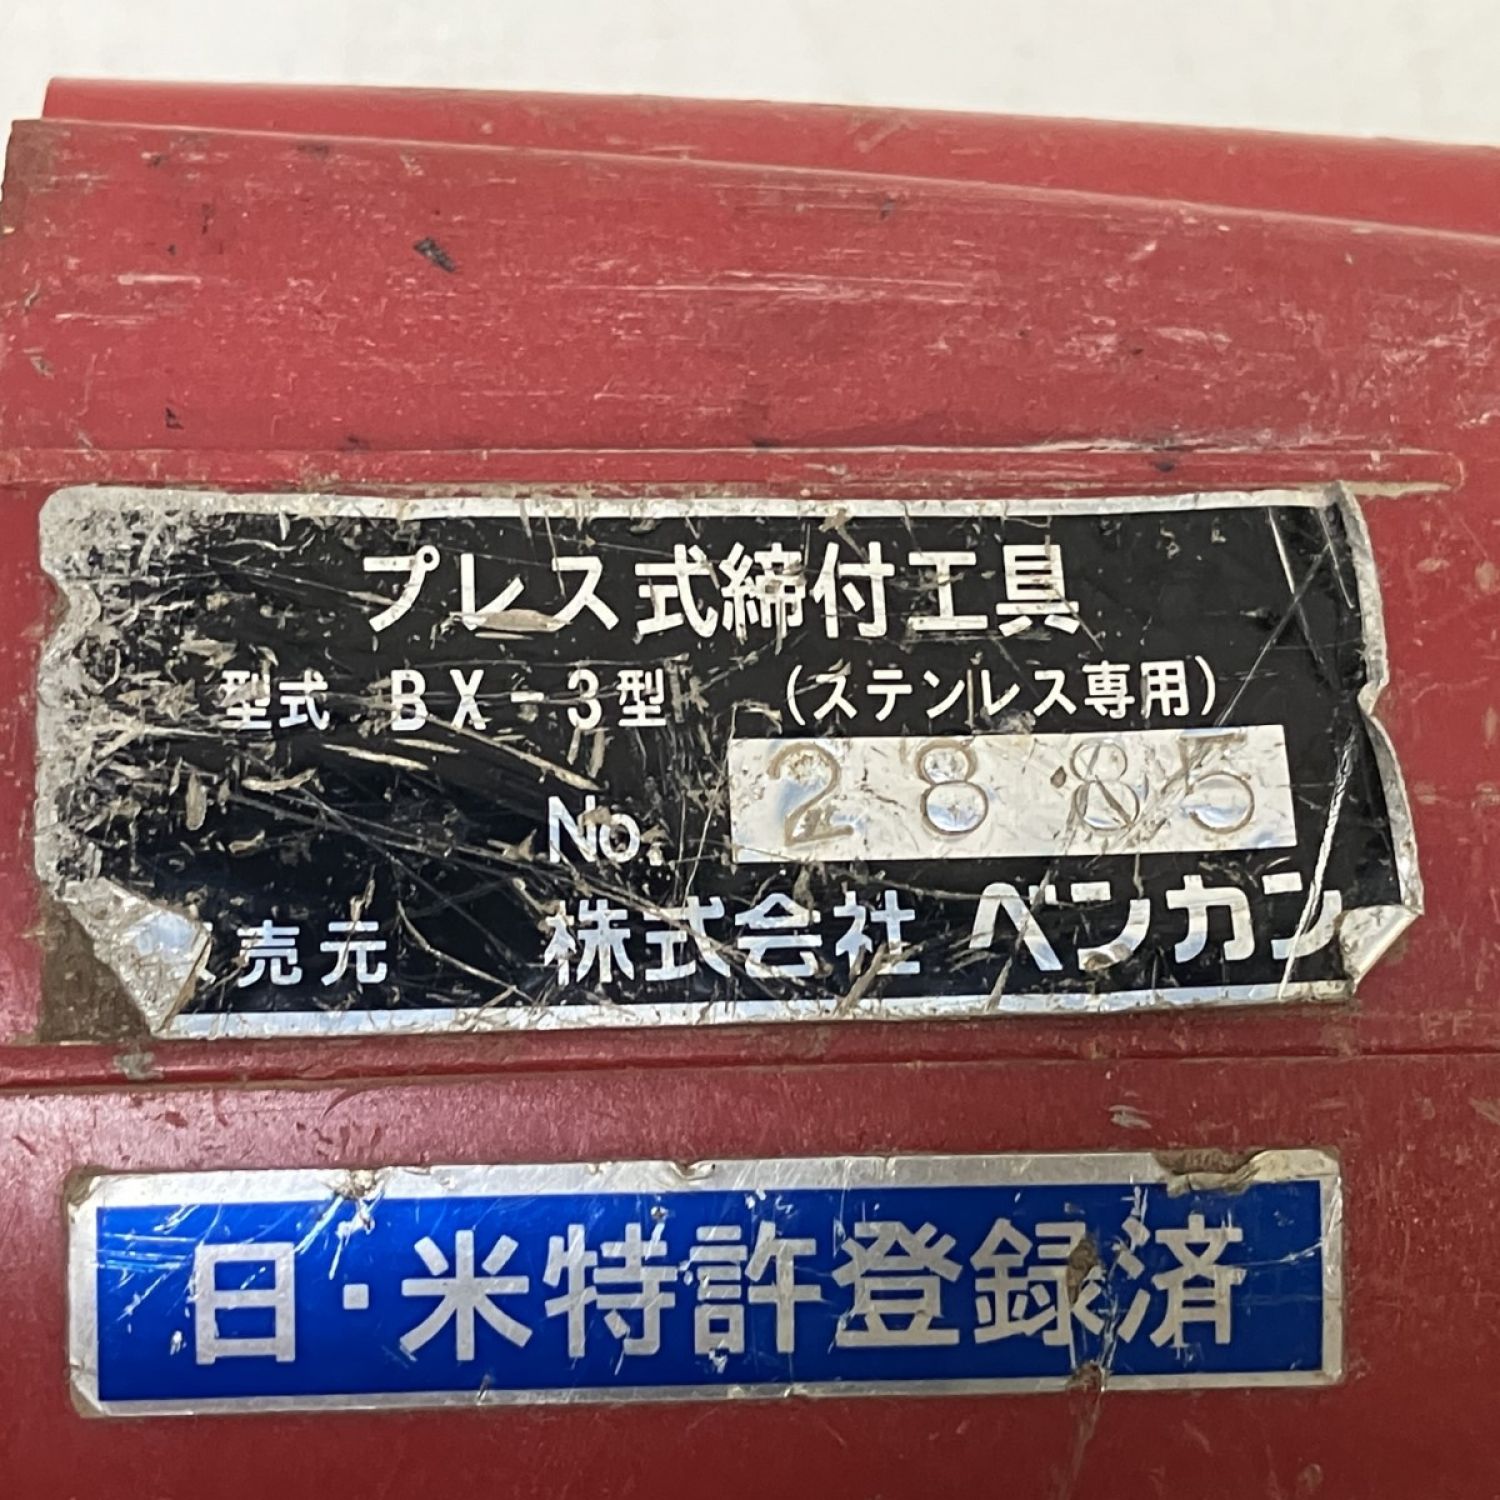 プレス式締付工具
型式 BX-3型 (ステンレス専用)
No. 2885
売元 株式会社 ベンカン
日・米特許登録済